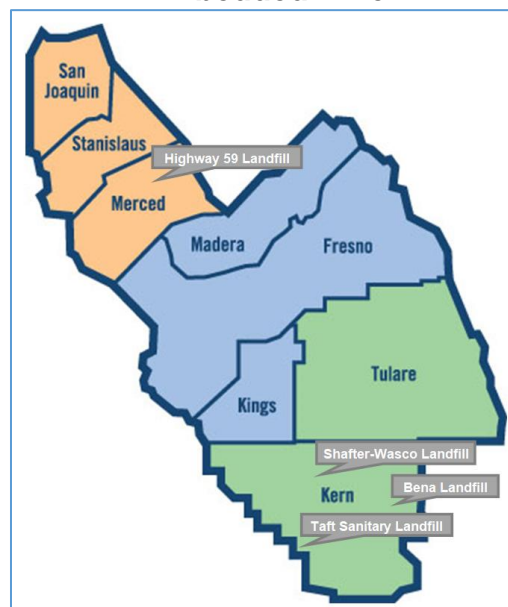 San
Joaquin
Stanislaus
Highway 59 Landfill
Merced
Madera
Fresno
Tulare
Kings
Shafter-Wasco Landfill
Bena Landfill
Kern
Taft Sanitary Landfill